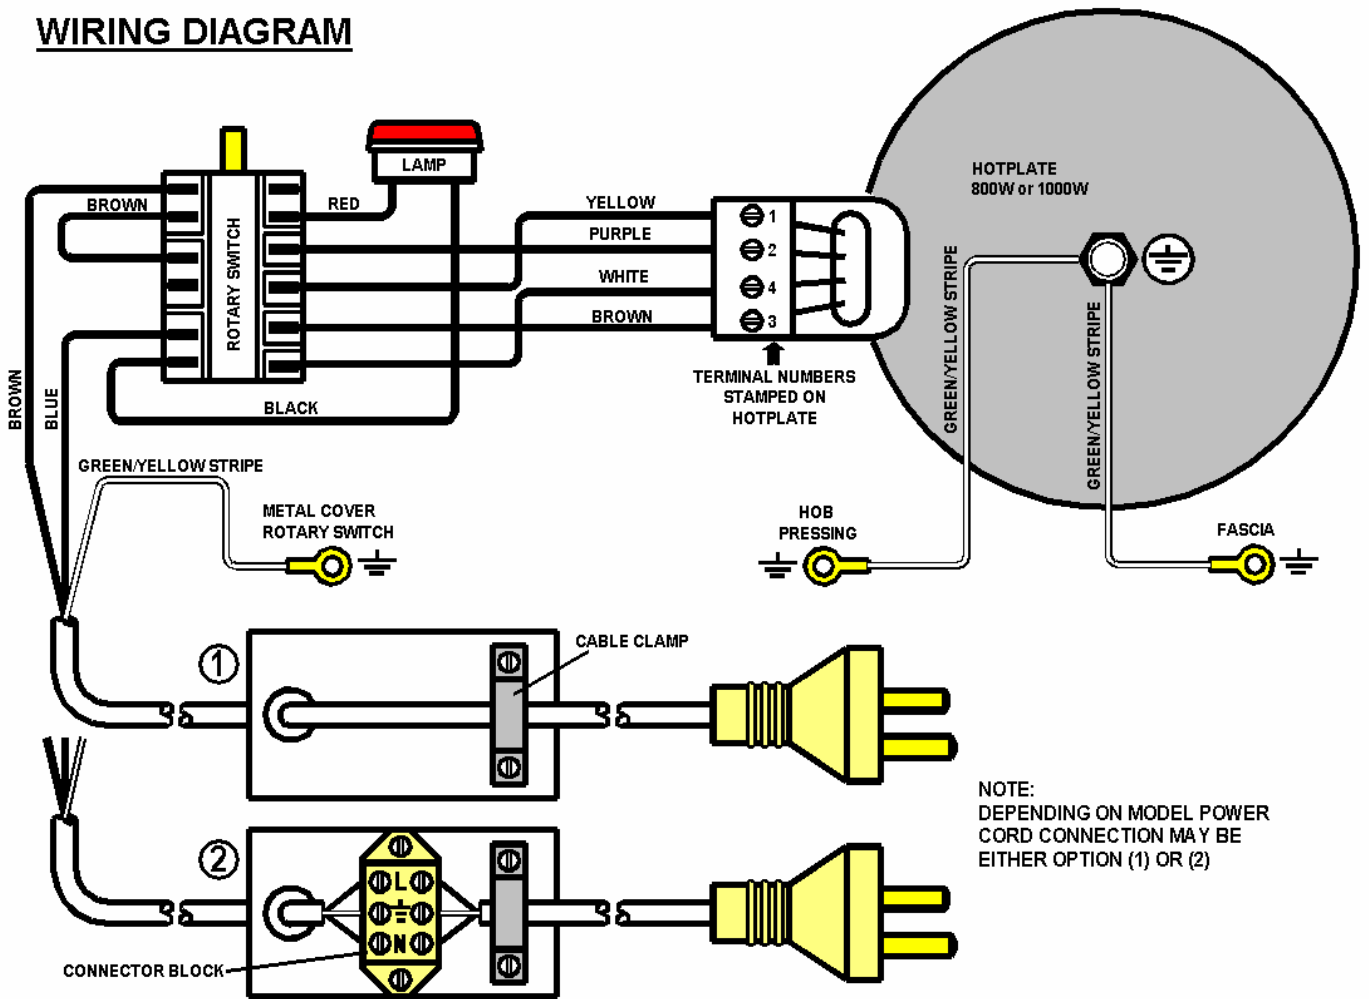 WIRING DIAGRAM
LAMP
BROWN
RED
ROTARY SWITCH
YELLOW
PURPLE
WHITE
BROWN
1
2
4
3
TERMINAL NUMBERS
STAMPED ON
HOTPLATE
HOTPLATE
800W or 1000W
GREEN/YELLOW STRIPE
GREEN/YELLOW STRIPE
BROWN
BLUE
BLACK
GREEN/YELLOW STRIPE
METAL COVER
ROTARY SWITCH
HOB
PRESSING
FASCIA
1
CABLE CLAMP
2
L
N
CONNECTOR BLOCK
NOTE:
DEPENDING ON MODEL POWER
CORD CONNECTION MAY BE
EITHER OPTION (1) OR (2)